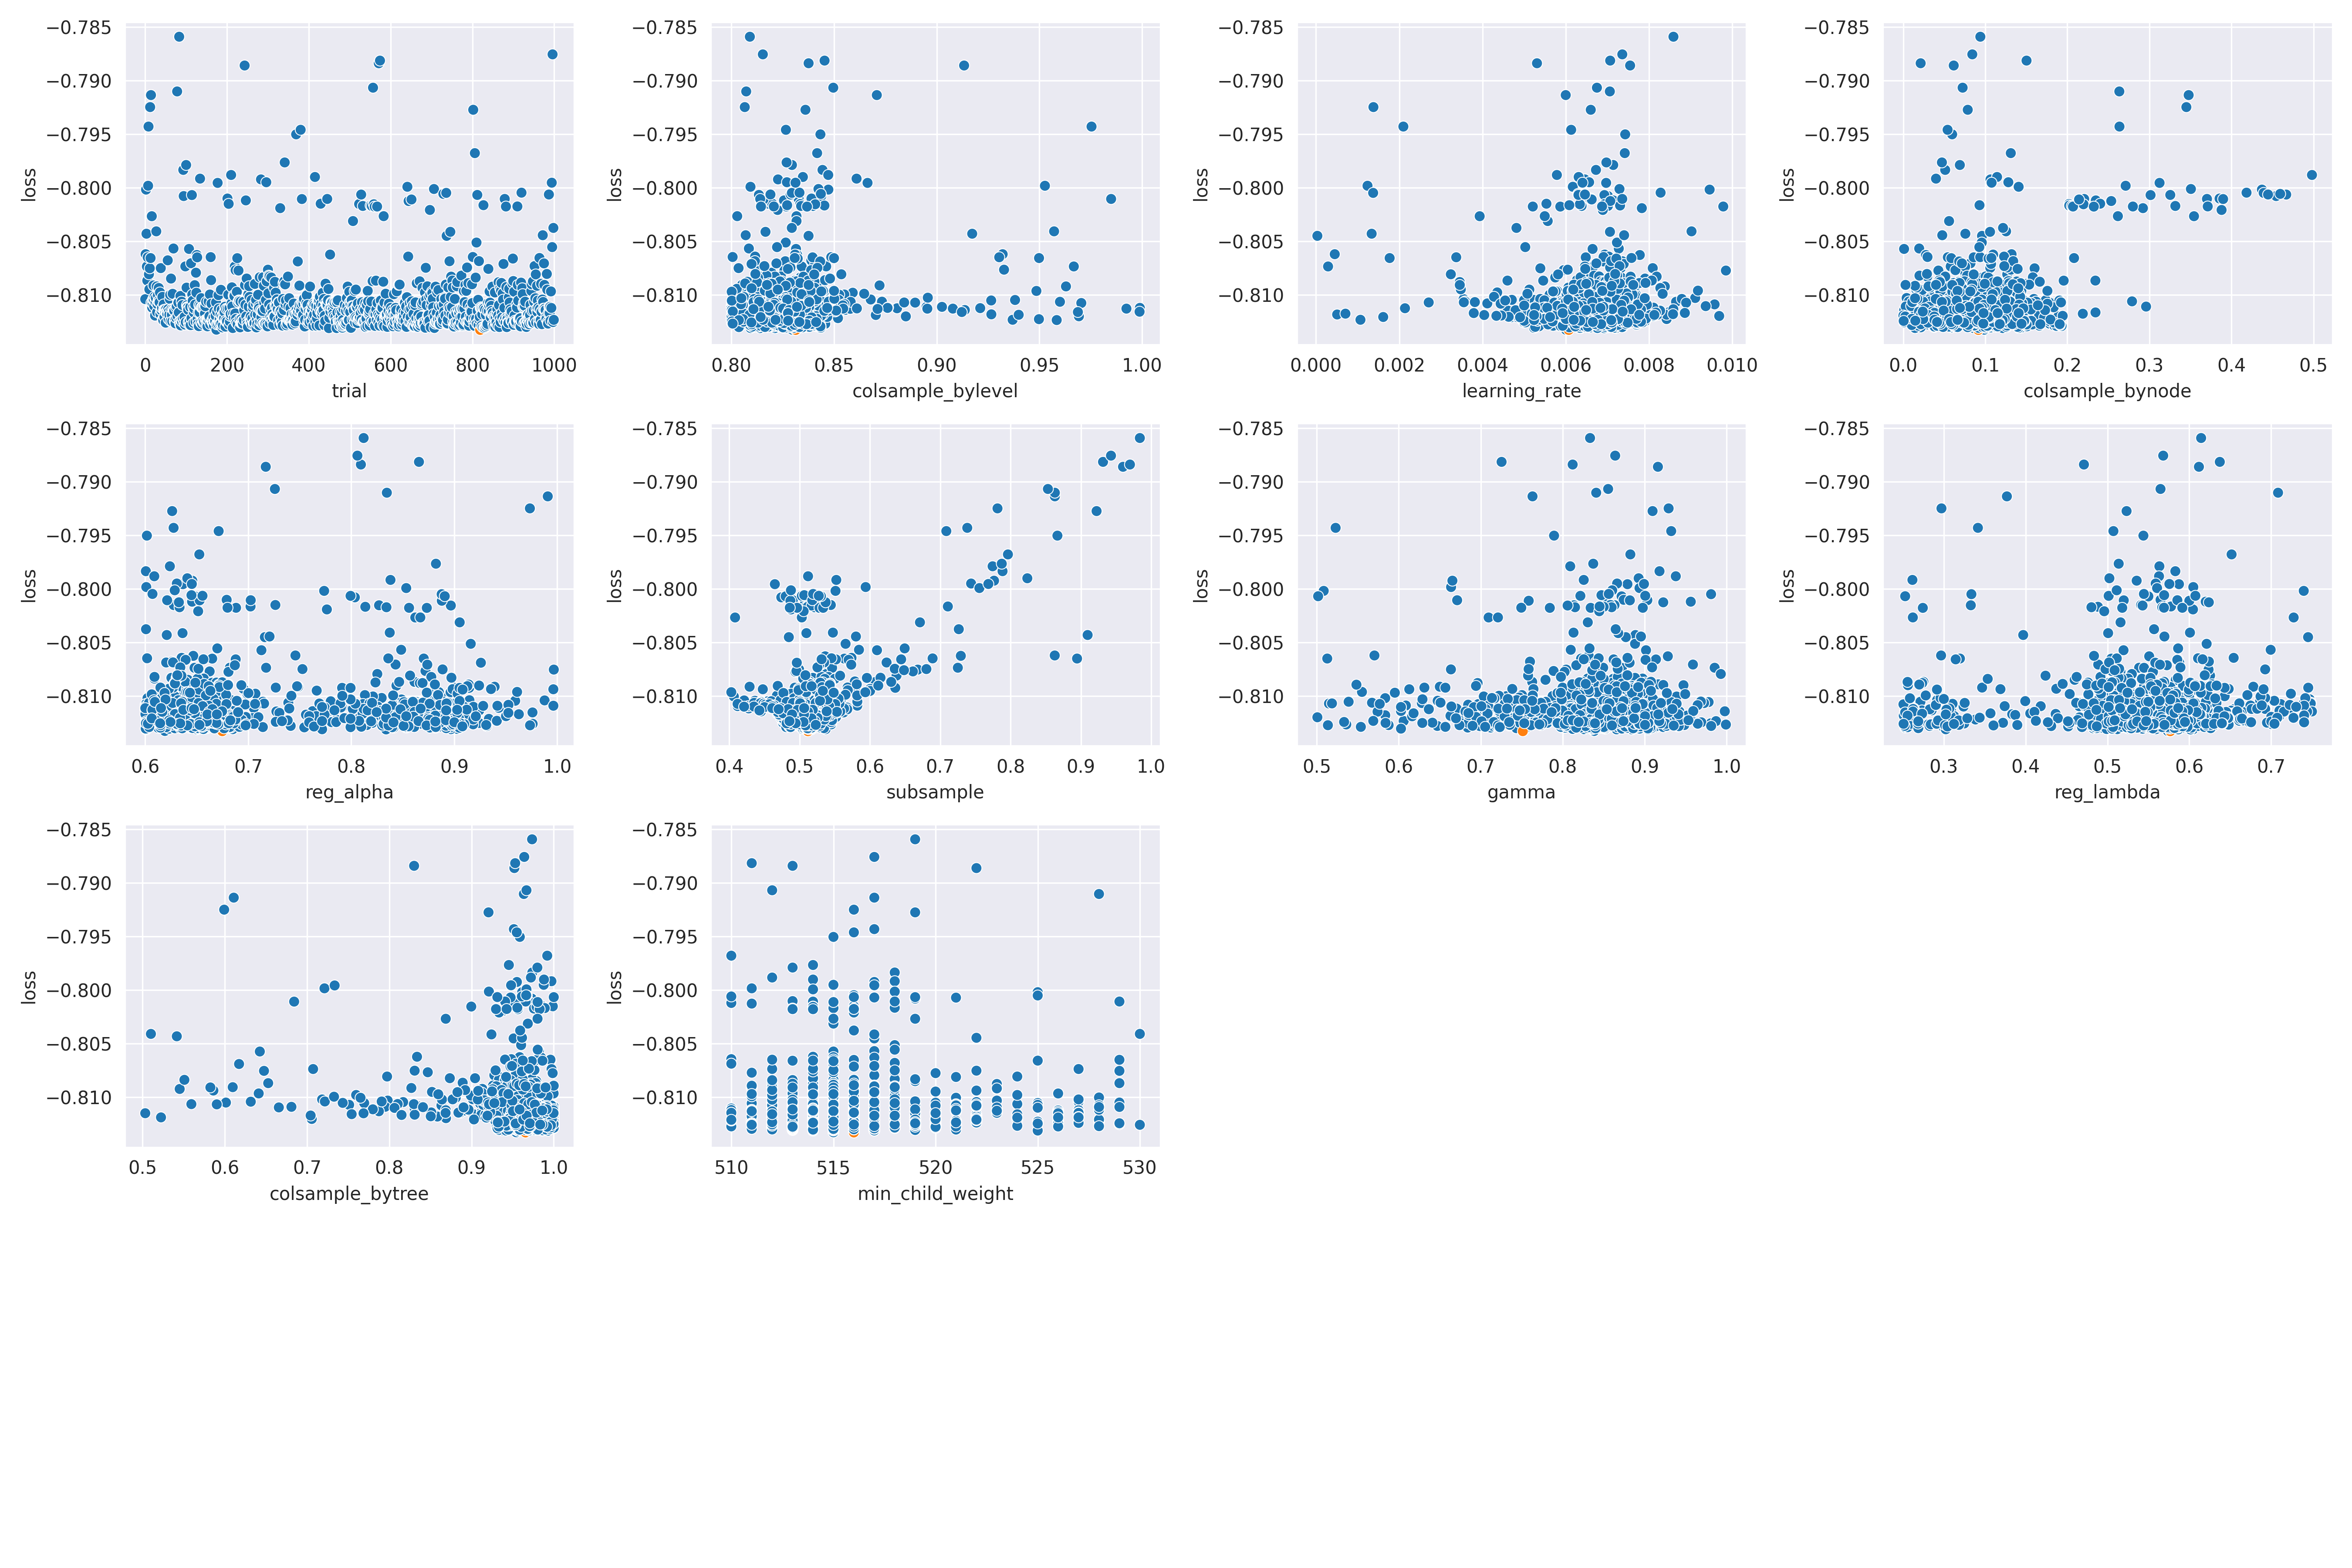 −0.785 −0.785 −0.785 −0.785
−0.790 −0.790 −0.790 −0.790
−0.795 −0.795 −0.795 −0.795
loss −0.800 loss −0.800 loss −0.800 loss −0.800
−0.805 −0.805 −0.805 −0.805
−0.810 −0.810 −0.810 −0.810
0 200 400 600 800 1000 0.80 0.85 0.90 0.95 1.00 0.000 0.002 0.004 0.006 0.008 0.010 0.0 0.1 0.2 0.3 0.4 0.5
trial colsample_bylevel learning_rate colsample_bynode
−0.785 −0.785 −0.785 −0.785
−0.790 −0.790 −0.790 −0.790
−0.795 −0.795 −0.795 −0.795
loss −0.800 loss −0.800 loss −0.800 loss −0.800
−0.805 −0.805 −0.805 −0.805
−0.810 −0.810 −0.810 −0.810
0.6 0.7 0.8 0.9 1.0 0.4 0.5 0.6 0.7 0.8 0.9 1.0 0.5 0.6 0.7 0.8 0.9 1.0 0.3 0.4 0.5 0.6 0.7
reg_alpha subsample gamma reg_lambda
−0.785 −0.785
−0.790 −0.790
−0.795 −0.795
loss −0.800 loss −0.800
−0.805 −0.805
−0.810 −0.810
0.5 0.6 0.7 0.8 0.9 1.0 510 515 520 525 530
colsample_bytree min_child_weight